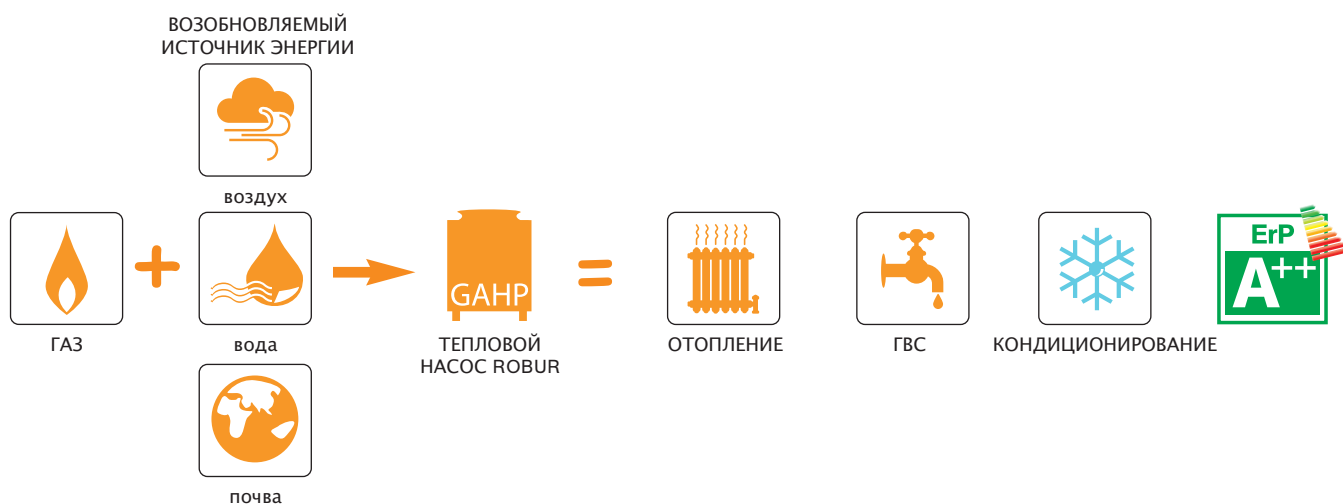 ВОЗОБНОВЛЯЕМЫЙ
ИСТОЧНИК ЭНЕРГИИ
воздух
ГАЗ
вода
почва
GAHP
ТЕПЛОВОЙ
НАСОС ROBUR
ОТОПЛЕНИЕ
ГВС
КОНДИЦИОНИРОВАНИЕ
ErP
A++